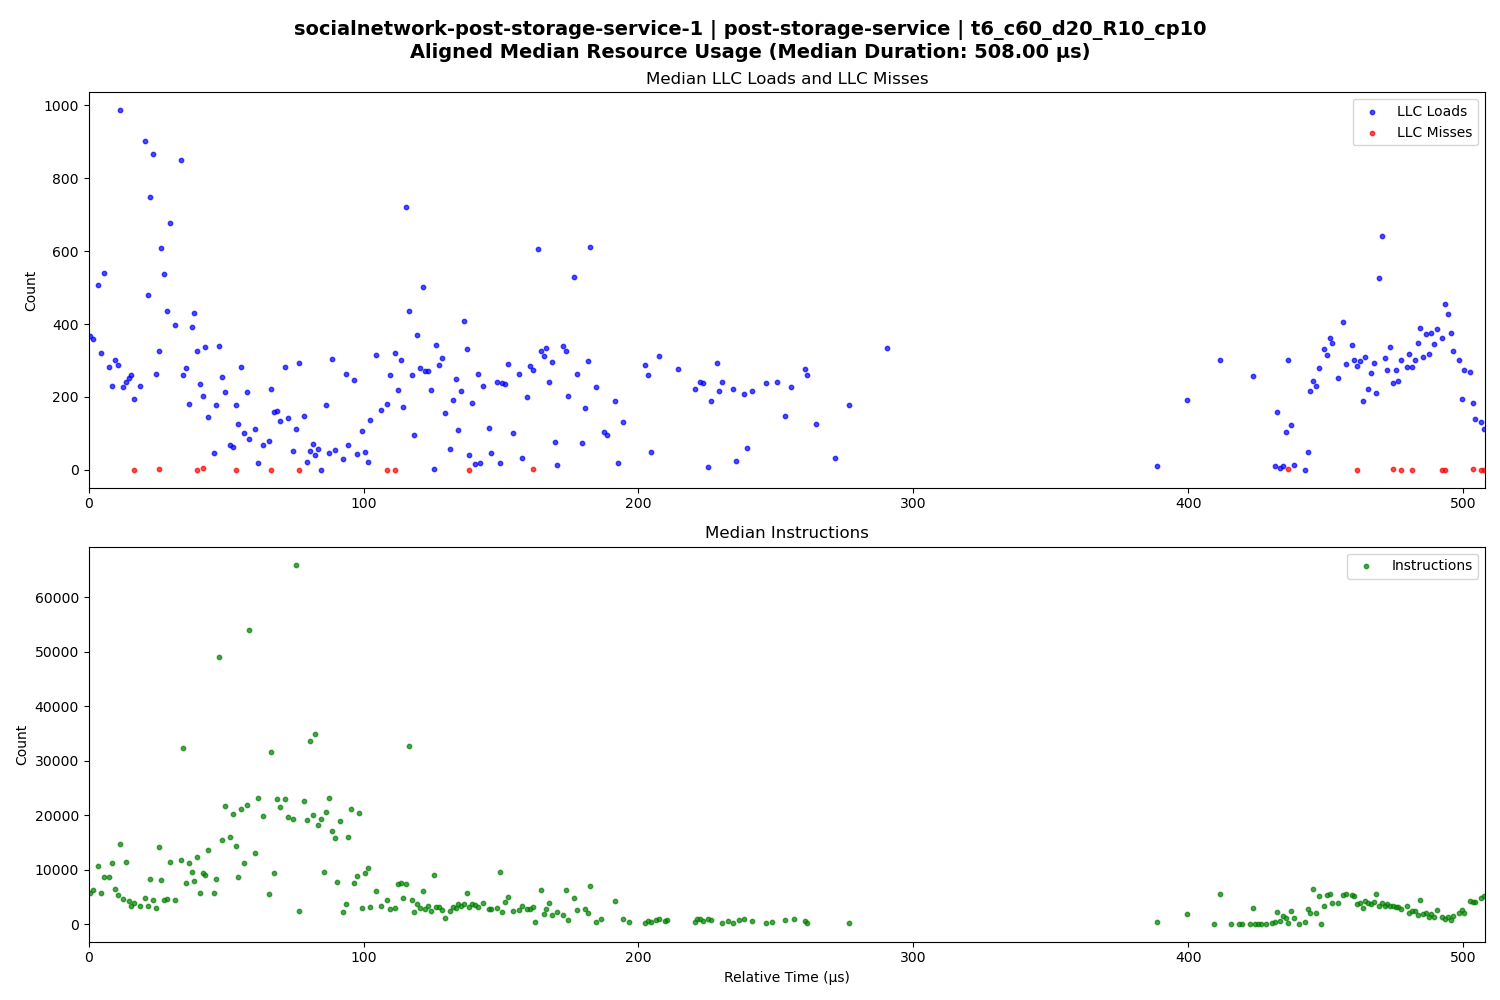 socialnetwork-post-storage-service-1 | post-storage-service | t6_c60_d20_R10_cp10
Aligned Median Resource Usage (Median Duration: 508.00 µs)
Median LLC Loads and LLC Misses
LLC Loads
LLC Misses
Count
1000
800
600
400
200
0
0
100
200
300
400
500
Median Instructions
Instructions
Count
60000
50000
40000
30000
20000
10000
0
0
100
200
300
400
500
Relative Time (µs)